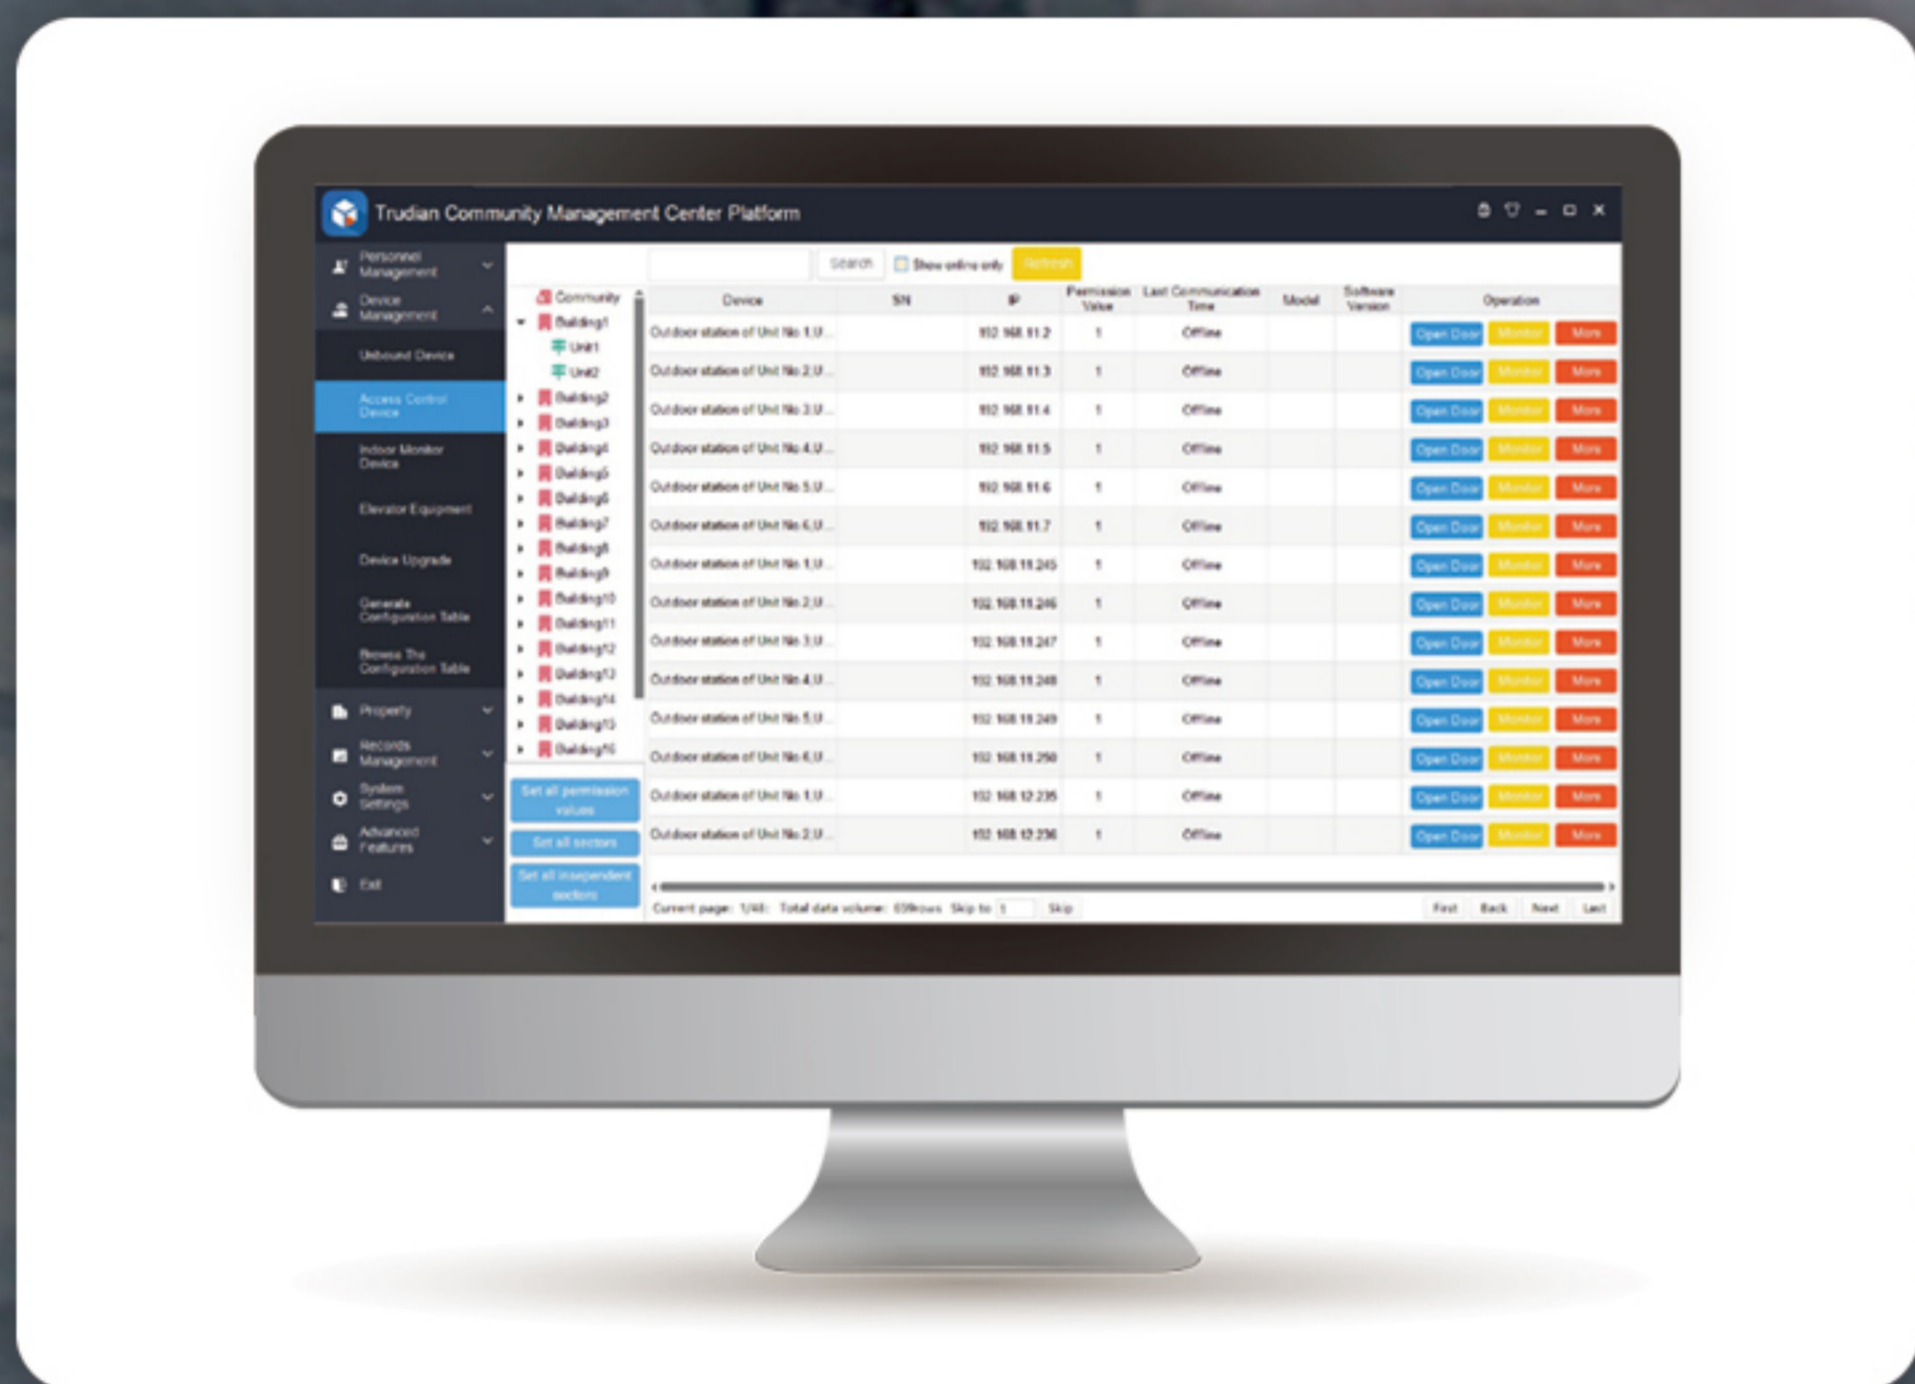 Trudian Community Management Center Platform
Personnel
Management
Device
Management
Unbound Device
Access Control
Device
Indoor Monitor
Device
Elevator Equipment
Device Upgrade
Generate
Configuration Table
Browse The
Configuration Table
Property
Records
Management
System
Settings
Advanced
Features
Exit
Community
Building1
Unit1
Unit2
Building2
Building3
Building4
Building5
Building6
Building7
Building8
Building9
Building10
Building11
Building12
Building13
Building14
Building15
Building16
Set all permission
values
Set all sectors
Set all independent
sectors
Search Show online only Refresh
Device SN IP Permission Value Last Communication Time Model Software Version Operation
Outdoor station of Unit No.1,U... 192.168.11.2 1 Offline Open Door Monitor More
Outdoor station of Unit No.2,U... 192.168.11.3 1 Offline Open Door Monitor More
Outdoor station of Unit No.3,U... 192.168.11.4 1 Offline Open Door Monitor More
Outdoor station of Unit No.4,U... 192.168.11.5 1 Offline Open Door Monitor More
Outdoor station of Unit No.5,U... 192.168.11.6 1 Offline Open Door Monitor More
Outdoor station of Unit No.6,U... 192.168.11.7 1 Offline Open Door Monitor More
Outdoor station of Unit No.1,U... 192.168.11.245 1 Offline Open Door Monitor More
Outdoor station of Unit No.2,U... 192.168.11.246 1 Offline Open Door Monitor More
Outdoor station of Unit No.3,U... 192.168.11.247 1 Offline Open Door Monitor More
Outdoor station of Unit No.4,U... 192.168.11.248 1 Offline Open Door Monitor More
Outdoor station of Unit No.5,U... 192.168.11.249 1 Offline Open Door Monitor More
Outdoor station of Unit No.6,U... 192.168.11.250 1 Offline Open Door Monitor More
Outdoor station of Unit No.1,U... 192.168.12.235 1 Offline Open Door Monitor More
Outdoor station of Unit No.2,U... 192.168.12.236 1 Offline Open Door Monitor More
Current page: 1/48; Total data volume: rows Skip to 1 Skip First Back Next Last